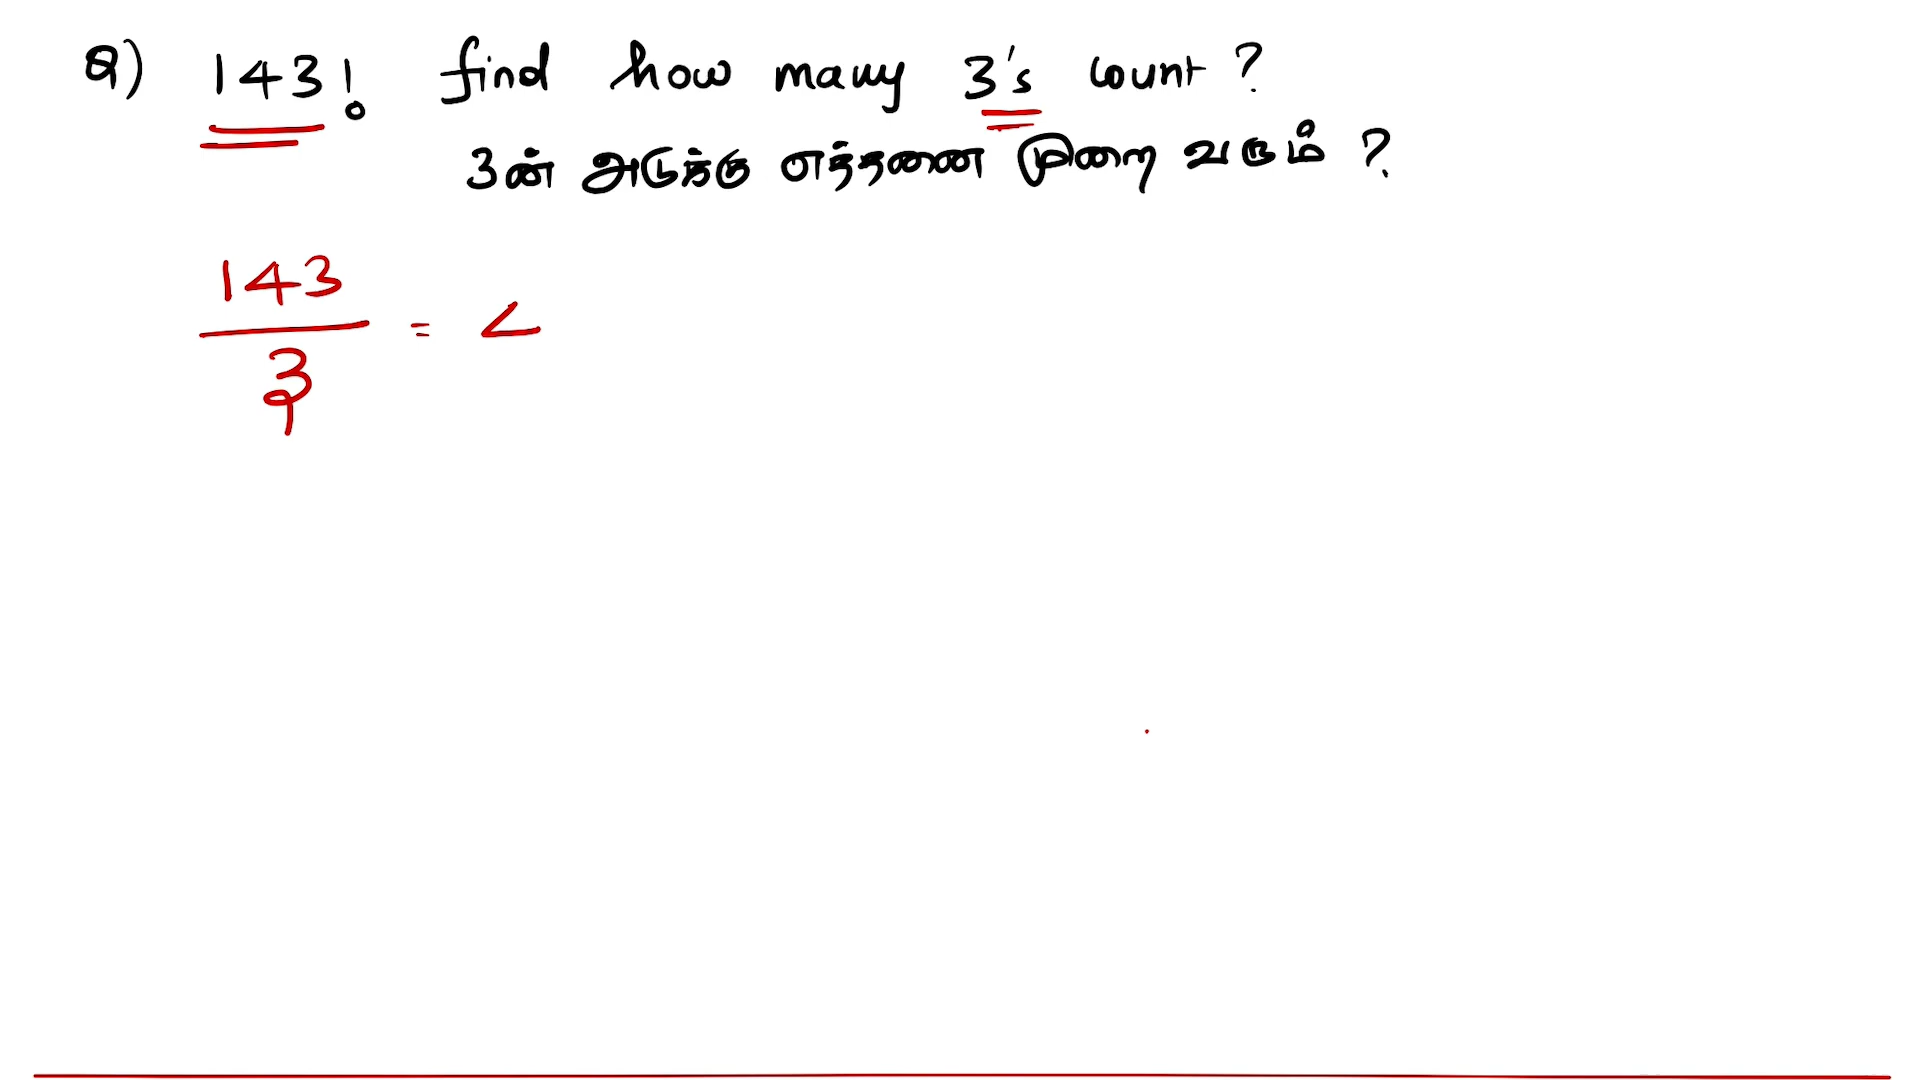 Q) 143! find how many 3's count?
3ன் அடுக்கு எத்தனை முறை வரும்?
143
=
3